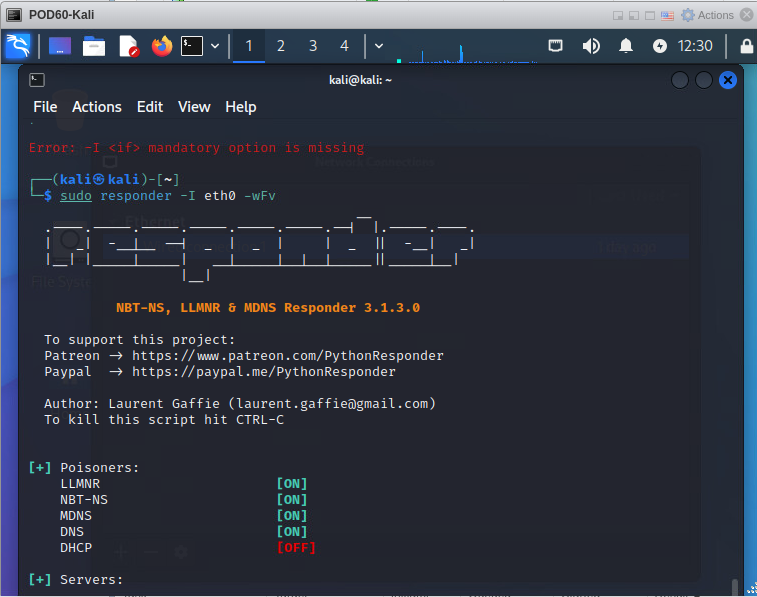 POD60-Kali
Actions
1 2 3 4
12:30
kali@kali: ~
File Actions Edit View Help
Error: -I <if> mandatory option is missing
┌──(kali㉿kali)-[~]
└─$ sudo responder -I eth0 -wFv
NBT-NS, LLMNR & MDNS Responder 3.1.3.0
To support this project:
Patreon -> https://www.patreon.com/PythonResponder
Paypal -> https://paypal.me/PythonResponder
Author: Laurent Gaffie (laurent.gaffie@gmail.com)
To kill this script hit CTRL-C
[+] Poisoners:
LLMNR [ON]
NBT-NS [ON]
MDNS [ON]
DNS [ON]
DHCP [OFF]
[+] Servers: